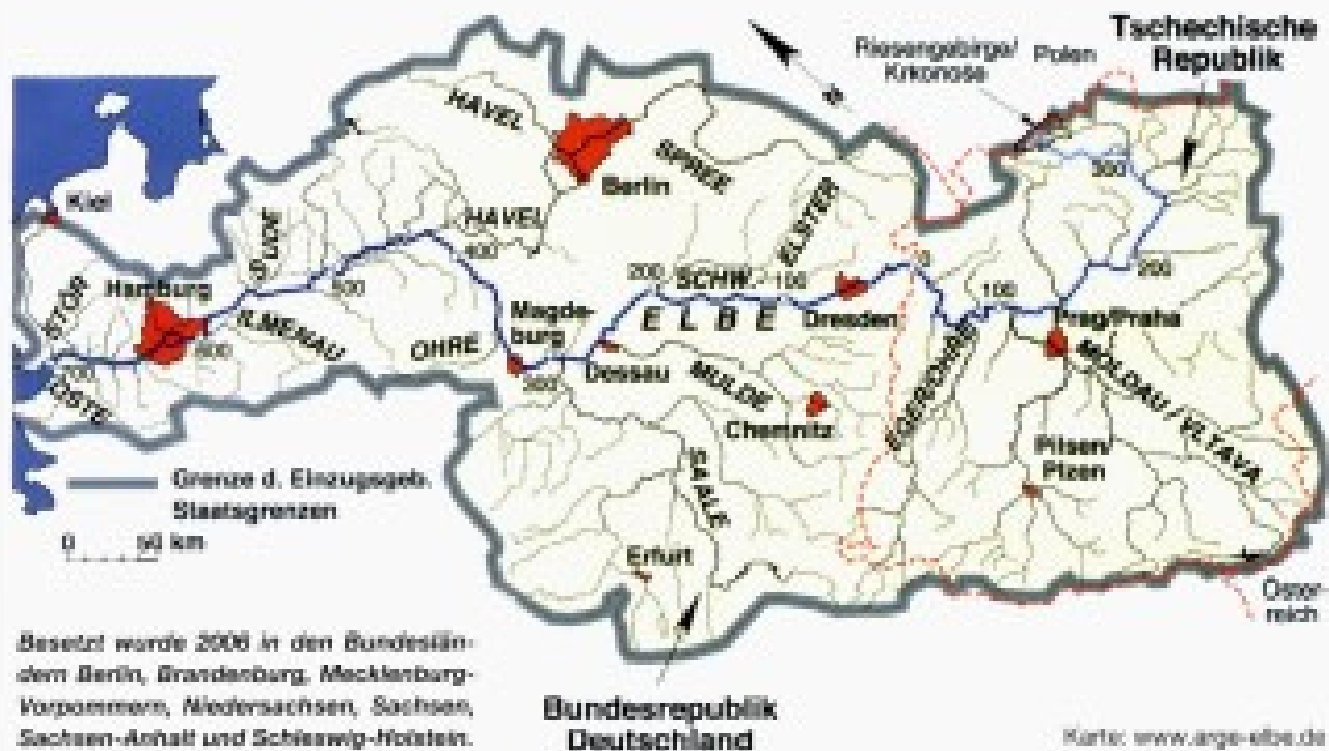 Tschechische
Republik
Riesengebirge/
Krkonose
Polen
N
HAVEL
SPREE
Berlin
ELSTER
300
Kiel
HAVEL
SUDE
400
0
200
STÖR
Hamburg
500
200
SCHW.
100
100
ILMENAU
600
Magde-
burg
ELBE
Dresden
Prag/Praha
OHRE
700
OSTE
300
Dessau
MULDE
EGER/OHRE
MOLDAU / VLTAVA
Chemnitz
Pilsen/
Plzen
SAALE
Grenze d. Einzugsgeb.
Staatsgrenzen
0 50 km
Erfurt
Öster-
reich
Besetzt wurde 2006 in den Bundeslän-
dern Berlin, Brandenburg, Mecklenburg-
Vorpommern, Niedersachsen, Sachsen,
Sachsen-Anhalt und Schleswig-Holstein.
Bundesrepublik
Deutschland
Karte: www.arge-elbe.de